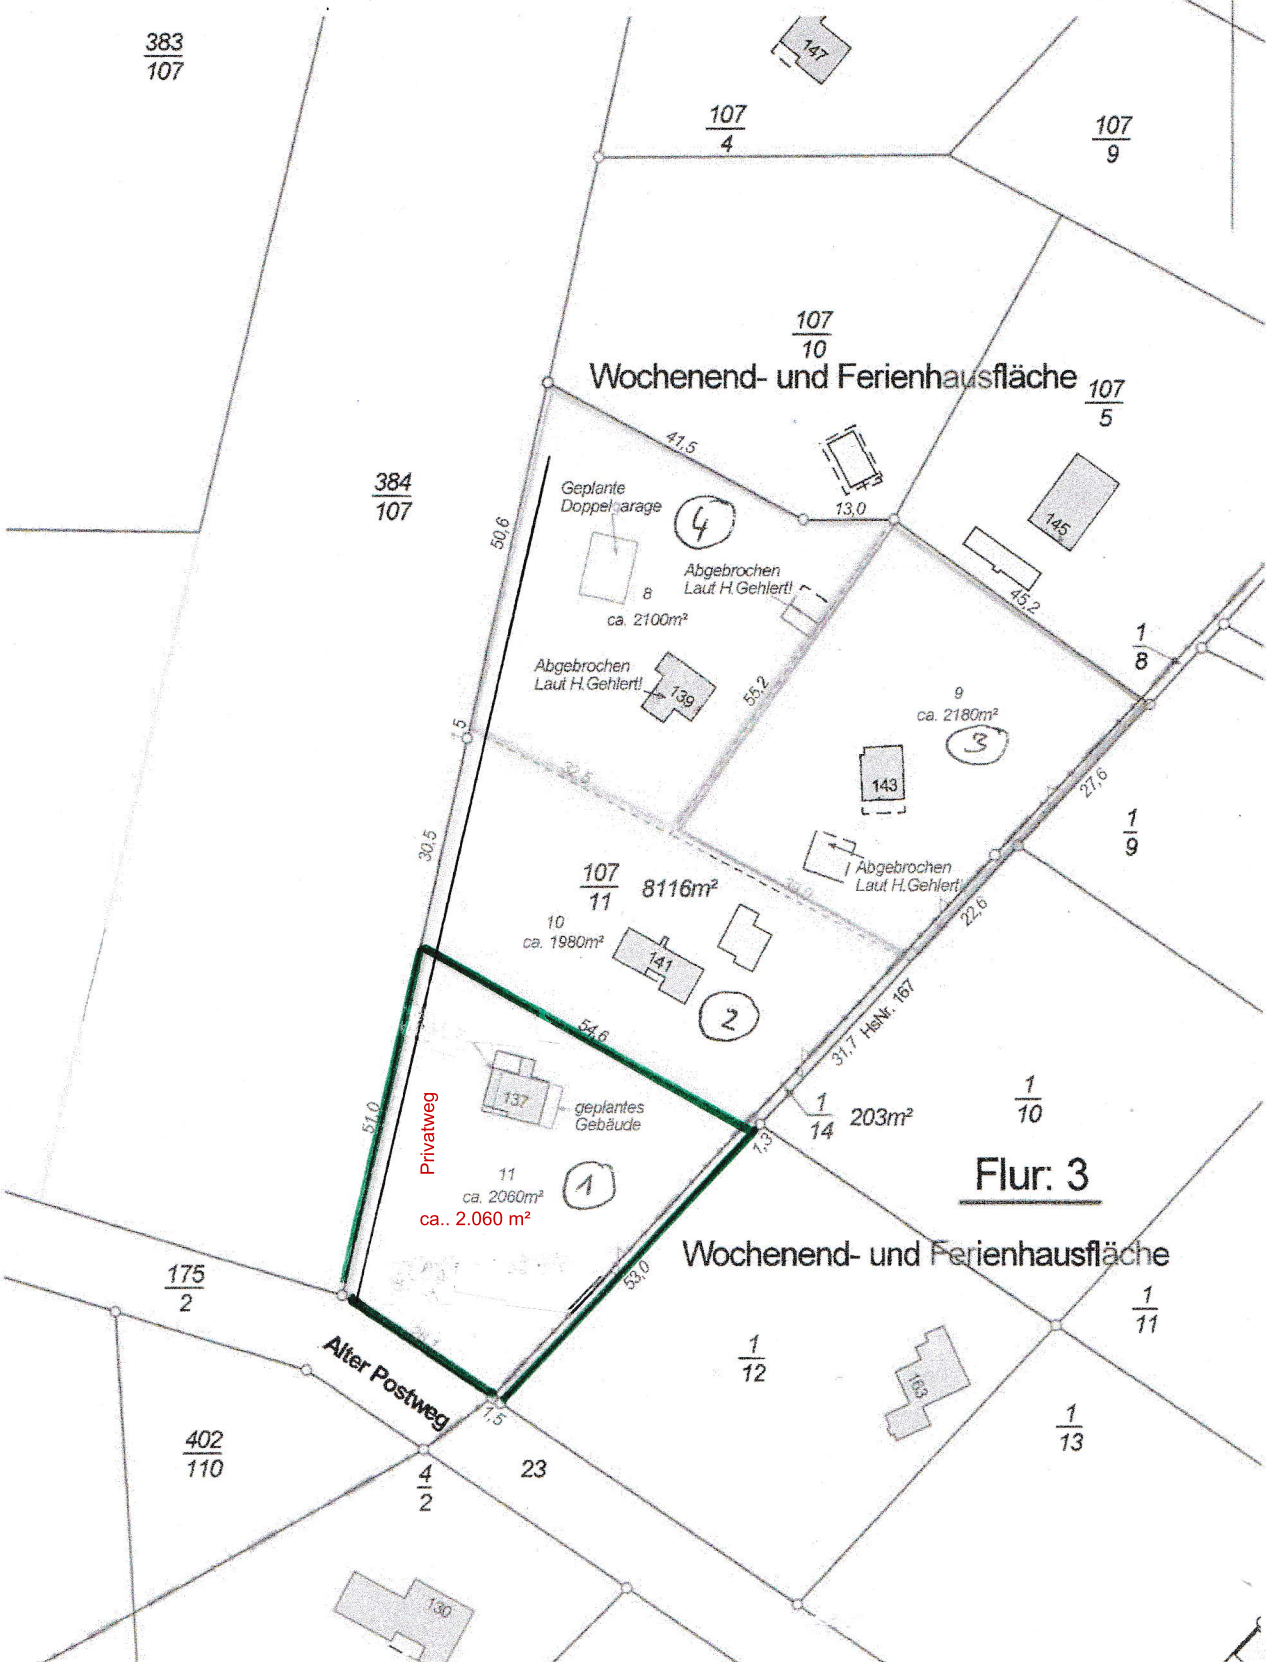 383
107
147
107
4
107
9
107
10
Wochenend- und Ferienhausfläche
107
5
41,5
384
107
Geplante
Doppelgarage
4
13,0
145
50,6
Abgebrochen
Laut H.Gehlert!
8
ca. 2100m²
45,2
1
8
Abgebrochen
Laut H.Gehlert!
139
55,2
9
ca. 2180m²
3
143
27,6
30,5
1
9
Abgebrochen
Laut H.Gehlert!
107
11
8116m²
22,6
10
ca. 1980m²
141
2
54,6
31,7
HsNr. 167
1
10
1
14
203m²
137
geplantes
Gebäude
51,0
Privatweg
1,3
Flur: 3
11
ca. 2060m²
1
ca.. 2.060 m²
Wochenend- und Ferienhausfläche
53,0
175
2
1
11
Alter Postweg
1
12
163
1,5
1
13
402
110
4
2
23
130